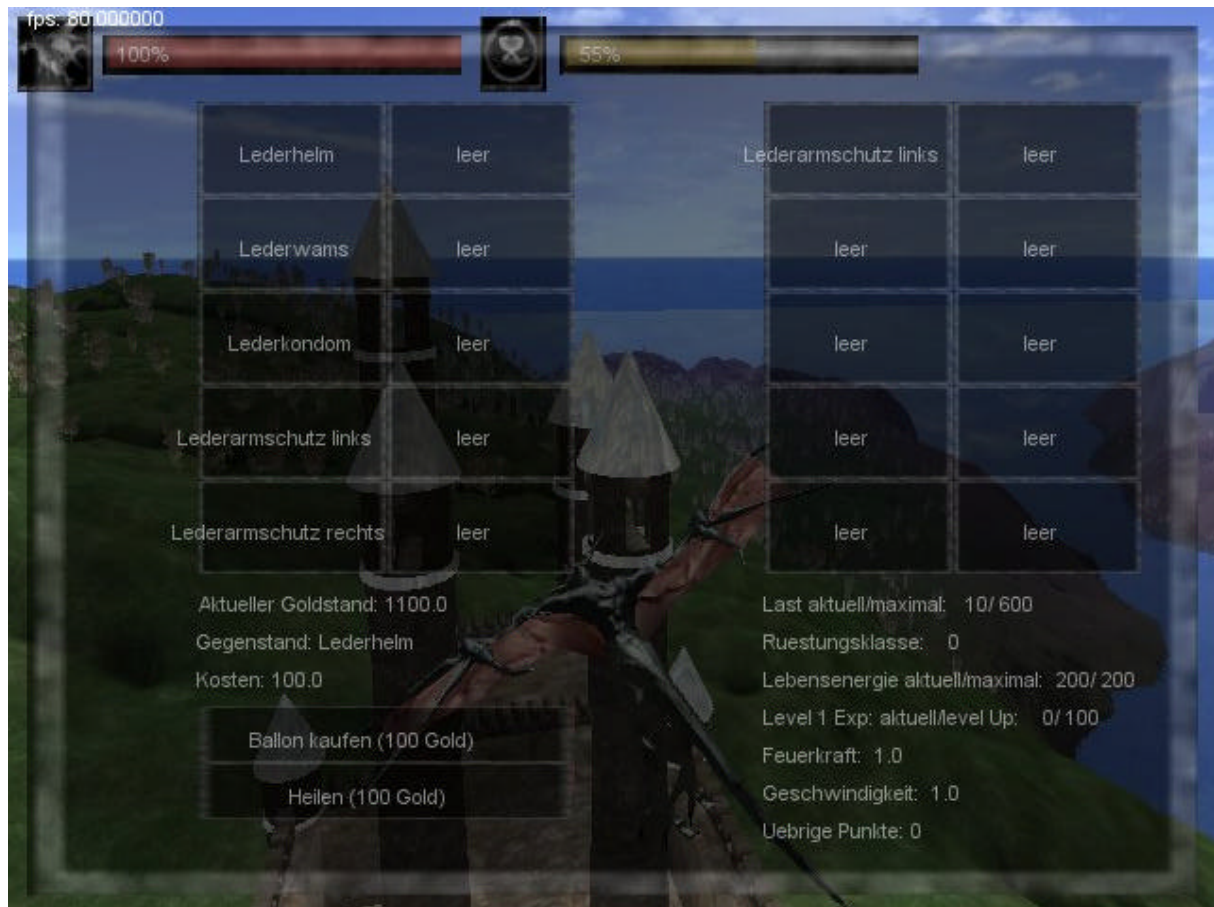 fps: 80.000000
100%
55%
Lederhelm leer Lederarmschutz links leer
Lederwams leer leer leer
Lederkondom leer leer leer
Lederarmschutz links leer leer leer
Lederarmschutz rechts leer leer leer
Aktueller Goldstand: 1100.0
Gegenstand: Lederhelm
Kosten: 100.0
Ballon kaufen (100 Gold)
Heilen (100 Gold)
Last aktuell/maximal: 10/ 600
Ruestungsklasse: 0
Lebensenergie aktuell/maximal: 200/ 200
Level 1 Exp: aktuell/level Up: 0/ 100
Feuerkraft: 1.0
Geschwindigkeit: 1.0
Uebrige Punkte: 0